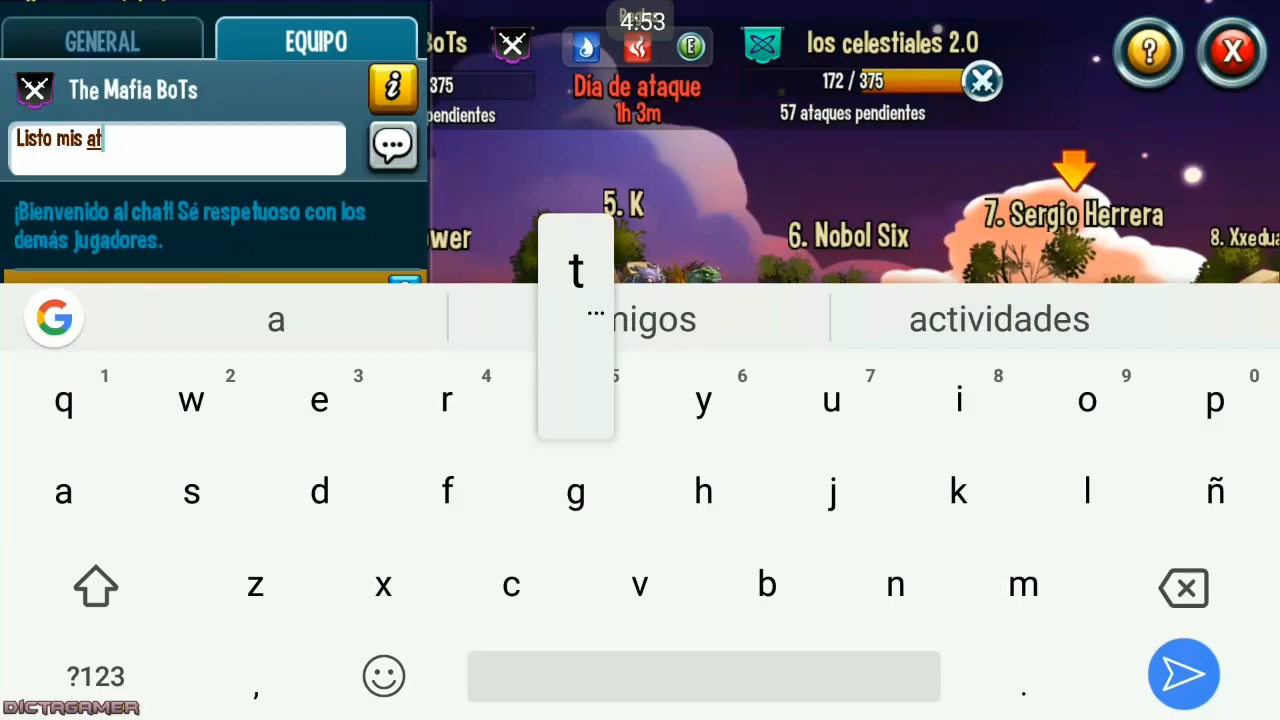 GENERAL
EQUIPO
The Mafia BoTs
Listo mis at
¡Bienvenido al chat! Sé respetuoso con los
demás jugadores.
BoTs
4:53
los celestiales 2.0
375
Día de ataque
1h 3m
172 / 375
pendientes
57 ataques pendientes
5. K
wer
6. Nobol Six
7. Sergio Herrera
8. Xxedua
t
...
a
migos
actividades
1 2 3 4 5 6 7 8 9 0
q w e r y u i o p
a s d f g h j k l ñ
z x c v b n m
?123 , .
DICTAGAMER